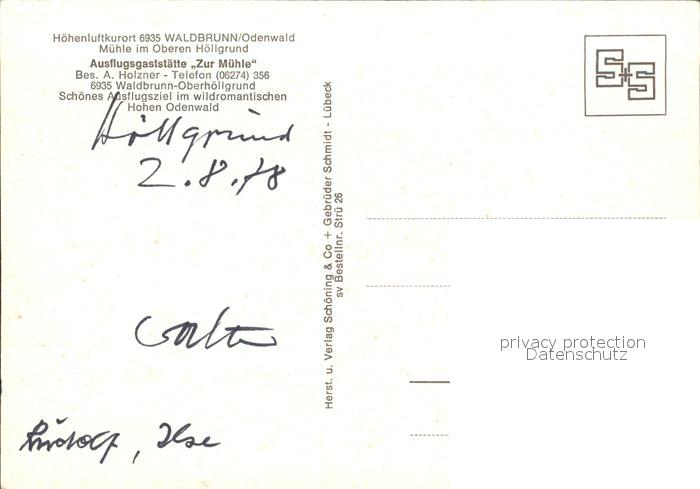 Höhenluftkurort 6935 WALDBRUNN/Odenwald
Mühle im Oberen Höllgrund
Ausflugsgaststätte „Zur Mühle“
Bes. A. Holzner - Telefon (06274) 356
6935 Waldbrunn-Oberhöllgrund
Schönes Ausflugsziel im wildromantischen
Hohen Odenwald
Höllgrund
2.8.78
Rudolf, Ilse
Herst. u. Verlag Schöning & Co + Gebrüder Schmidt - Lübeck
sv Bestellnr. Strü 26
S+S
privacy protection
Datenschutz